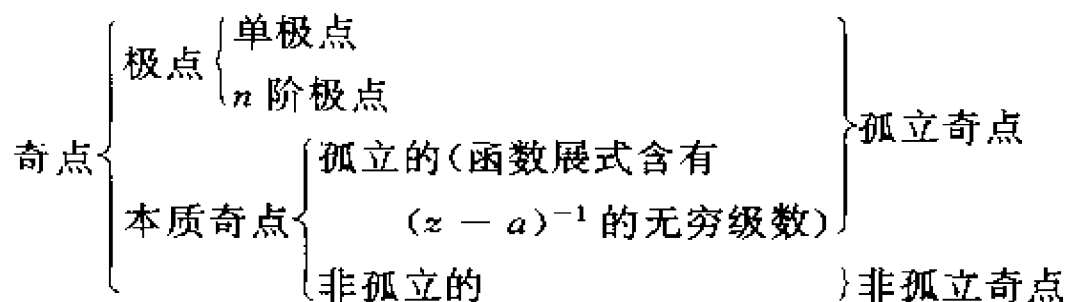 单极点
极点
n 阶极点
奇点
孤立的(函数展式含有
孤立奇点
本质奇点
(z - a)⁻¹ 的无穷级数)
非孤立的
非孤立奇点